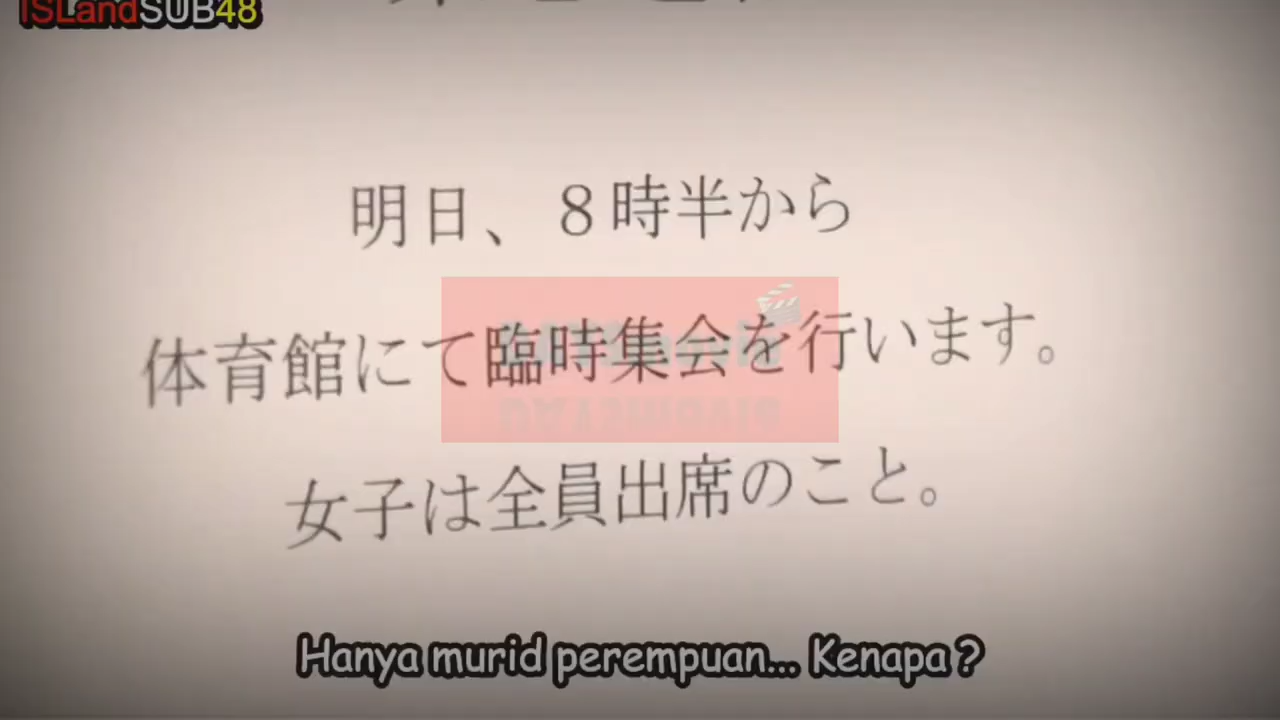 ISLandSUB48
明日、８時半から
体育館にて臨時集会を行います。
女子は全員出席のこと。
Hanya murid perempuan... Kenapa ?